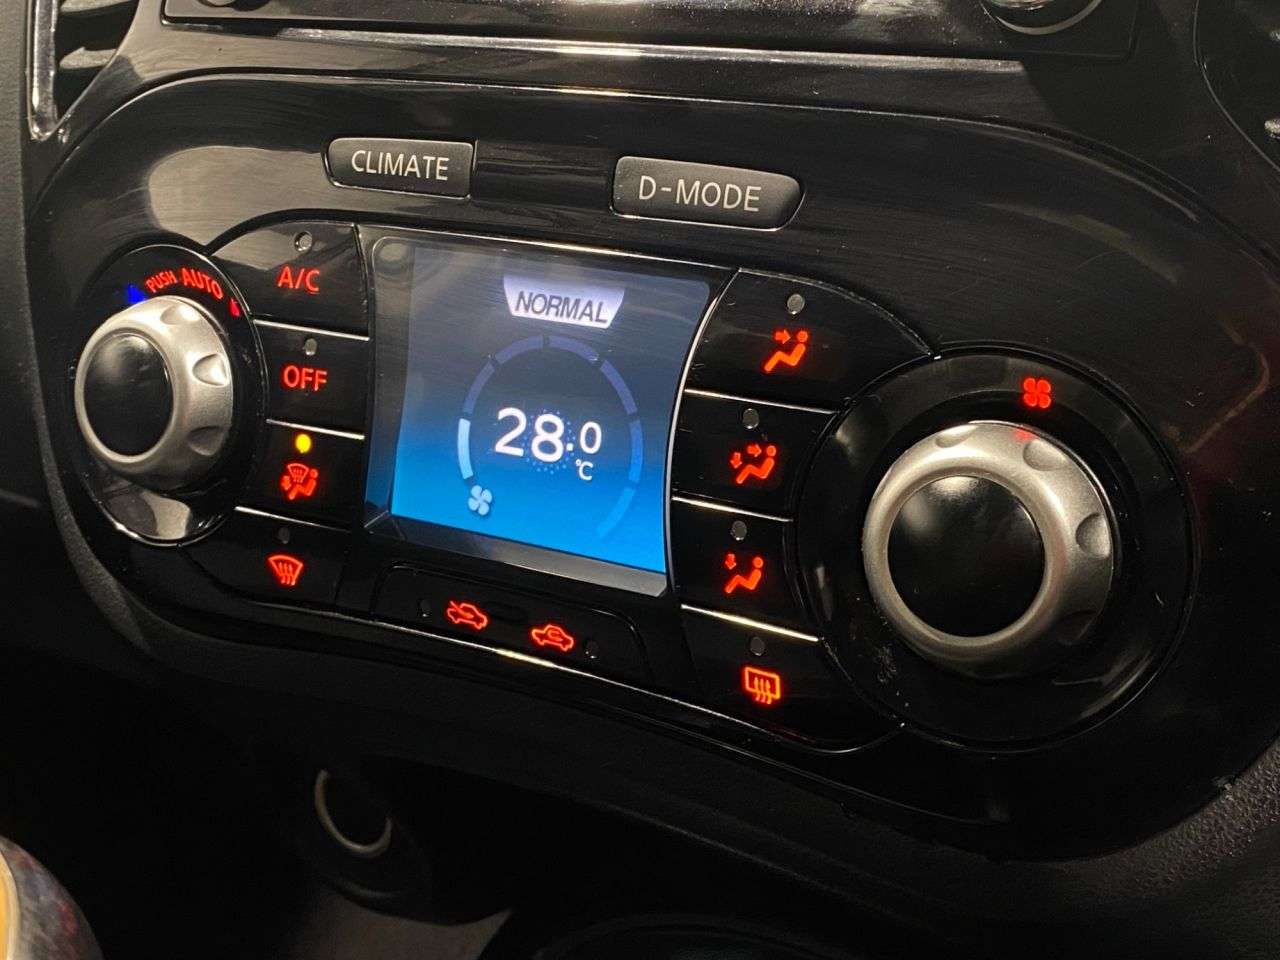 CLIMATE
D-MODE
PUSH AUTO
A/C
NORMAL
OFF
28.0
°C